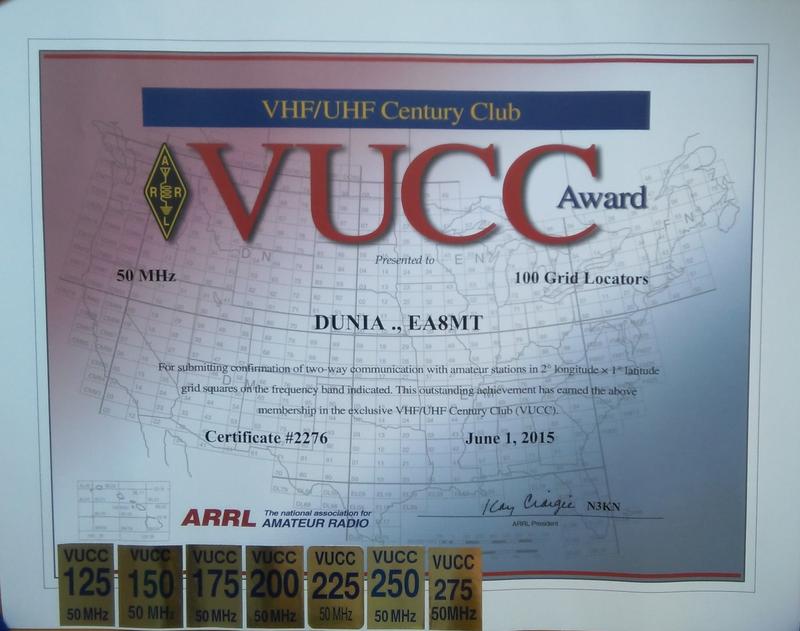 VHF/UHF Century Club
A
R R
L
VUCC
Award
Presented to
50 MHz
100 Grid Locators
DUNIA ., EA8MT
For submitting confirmation of two-way communication with amateur stations in 2° longitude × 1° latitude
grid squares on the frequency band indicated. This outstanding achievement has earned the above
membership in the exclusive VHF/UHF Century Club (VUCC).
Certificate #2276
June 1, 2015
Kay Craigie N3KN
ARRL President
ARRL The national association for
AMATEUR RADIO
VUCC
125
50 MHz
VUCC
150
50 MHz
VUCC
175
50 MHz
VUCC
200
50 MHz
VUCC
225
50 MHz
VUCC
250
50 MHz
VUCC
275
50MHz